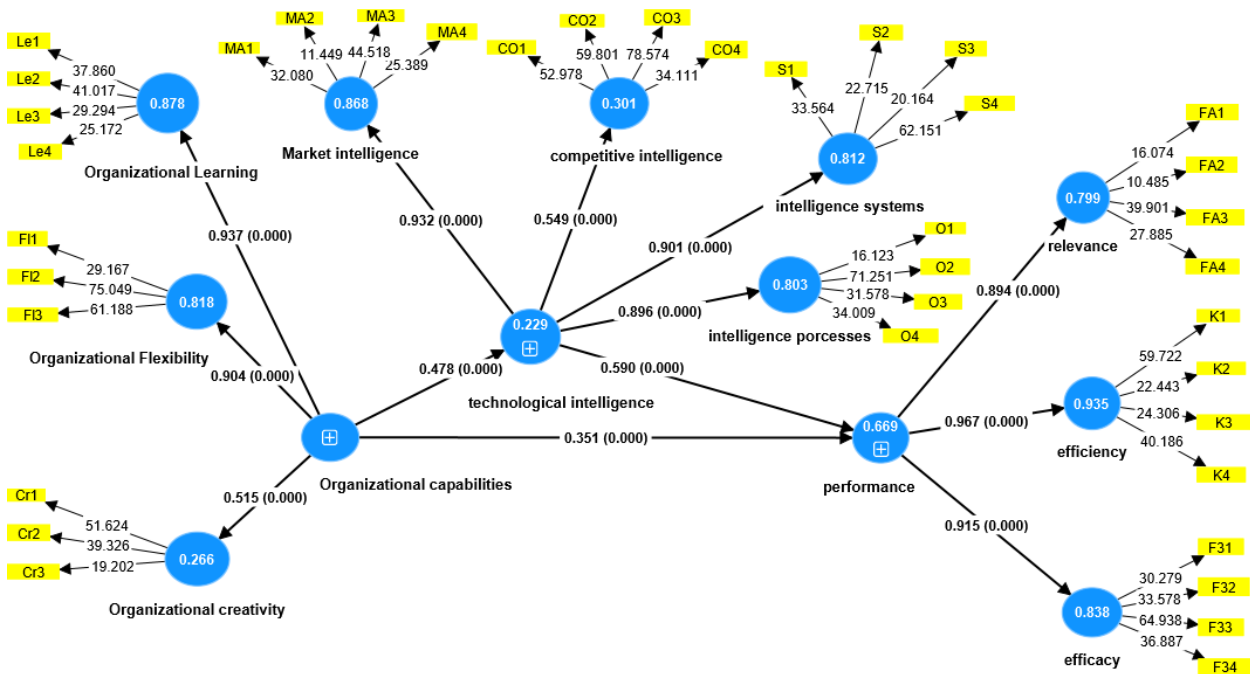 Le1
Le2
Le3
Le4
37.860
41.017
29.294
25.172
0.878
Organizational Learning
MA1
MA2
MA3
MA4
32.080
11.449
44.518
25.389
0.868
Market intelligence
CO1
CO2
CO3
CO4
52.978
59.801
78.574
34.111
0.301
competitive intelligence
S1
S2
S3
S4
33.564
22.715
20.164
62.151
0.812
intelligence systems
FA1
FA2
FA3
FA4
16.074
10.485
39.901
27.885
0.799
relevance
0.937 (0.000)
0.932 (0.000)
0.549 (0.000)
0.901 (0.000)
O1
O2
O3
O4
16.123
71.251
31.578
34.009
0.803
intelligence porcesses
0.896 (0.000)
0.894 (0.000)
Fl1
Fl2
Fl3
29.167
75.049
61.188
0.818
Organizational Flexibility
0.904 (0.000)
0.229
technological intelligence
0.478 (0.000)
0.590 (0.000)
K1
K2
K3
K4
59.722
22.443
24.306
40.186
0.935
efficiency
0.967 (0.000)
Organizational capabilities
0.351 (0.000)
0.669
performance
0.515 (0.000)
0.915 (0.000)
Cr1
Cr2
Cr3
51.624
39.326
19.202
0.266
Organizational creativity
F31
F32
F33
F34
30.279
33.578
64.938
36.887
0.838
efficacy